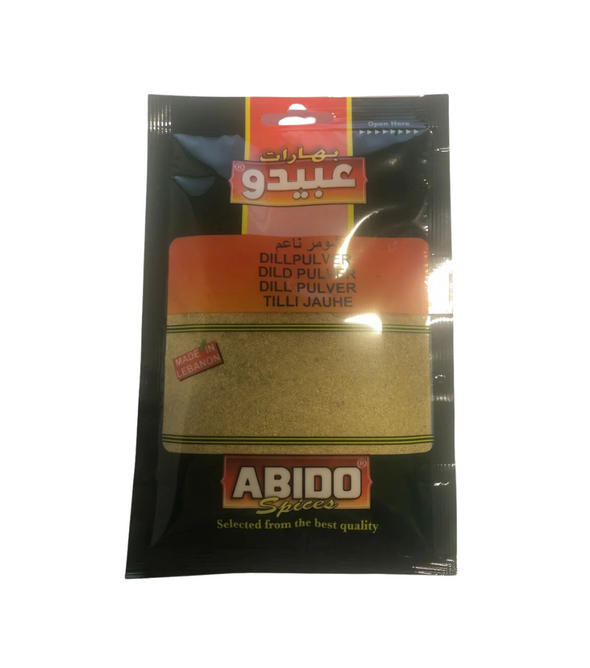 Open Here
بهارات
عبيدو
ناعم
DILLPULVER
DILD PULVER
DILL PULVER
TILLI JAUHE
MADE IN
LEBANON
ABIDO
Spices
Selected from the best quality